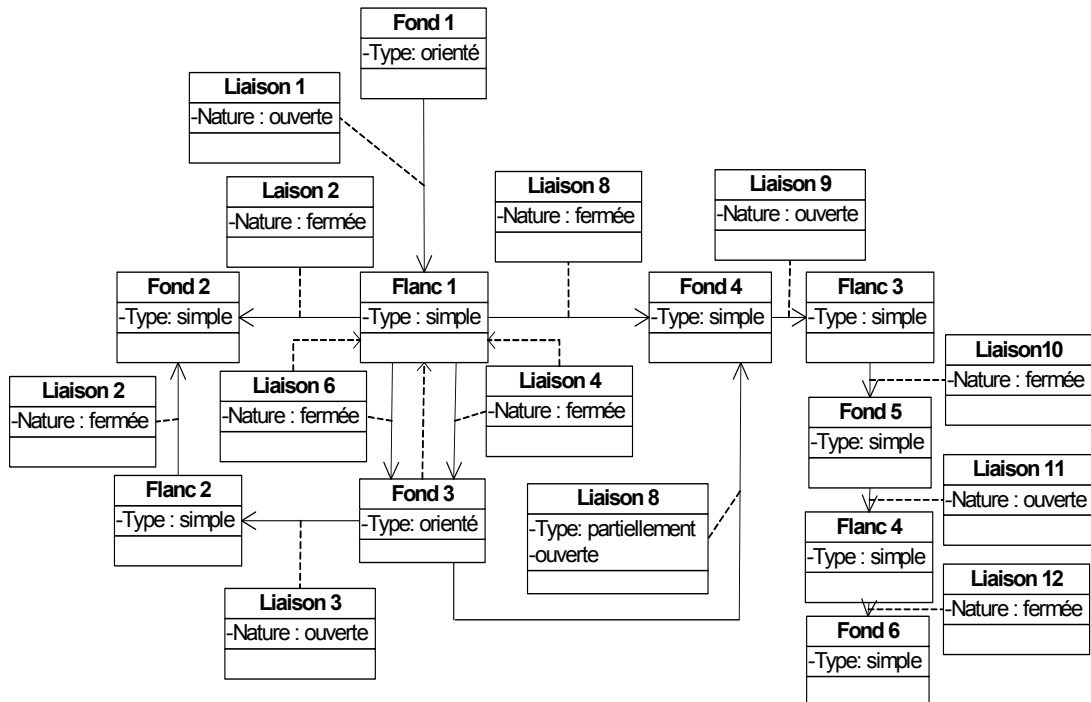 Fond 1
-Type: orienté
Liaison 1
-Nature : ouverte
Laison 2
-Nature : fermée
Liaison 8
-Nature : fermée
Liaison 9
-Nature : ouverte
Fond 2
-Type: simple
Flanc 1
-Type : simple
Fond 4
-Type: simple
Flanc 3
-Type : simple
Liaison10
-Nature : fermée
Liaison 2
-Nature : fermée
Liaison 6
-Nature : fermée
Liaison 4
-Nature : fermée
Fond 5
-Type: simple
Flanc 2
-Type : simple
Fond 3
-Type: orienté
Liaison 8
-Type: partiellement
-ouverte
Liaison 11
-Nature : ouverte
Flanc 4
-Type : simple
Liaison 3
-Nature : ouverte
Liaison 12
-Nature : fermée
Fond 6
-Type: simple